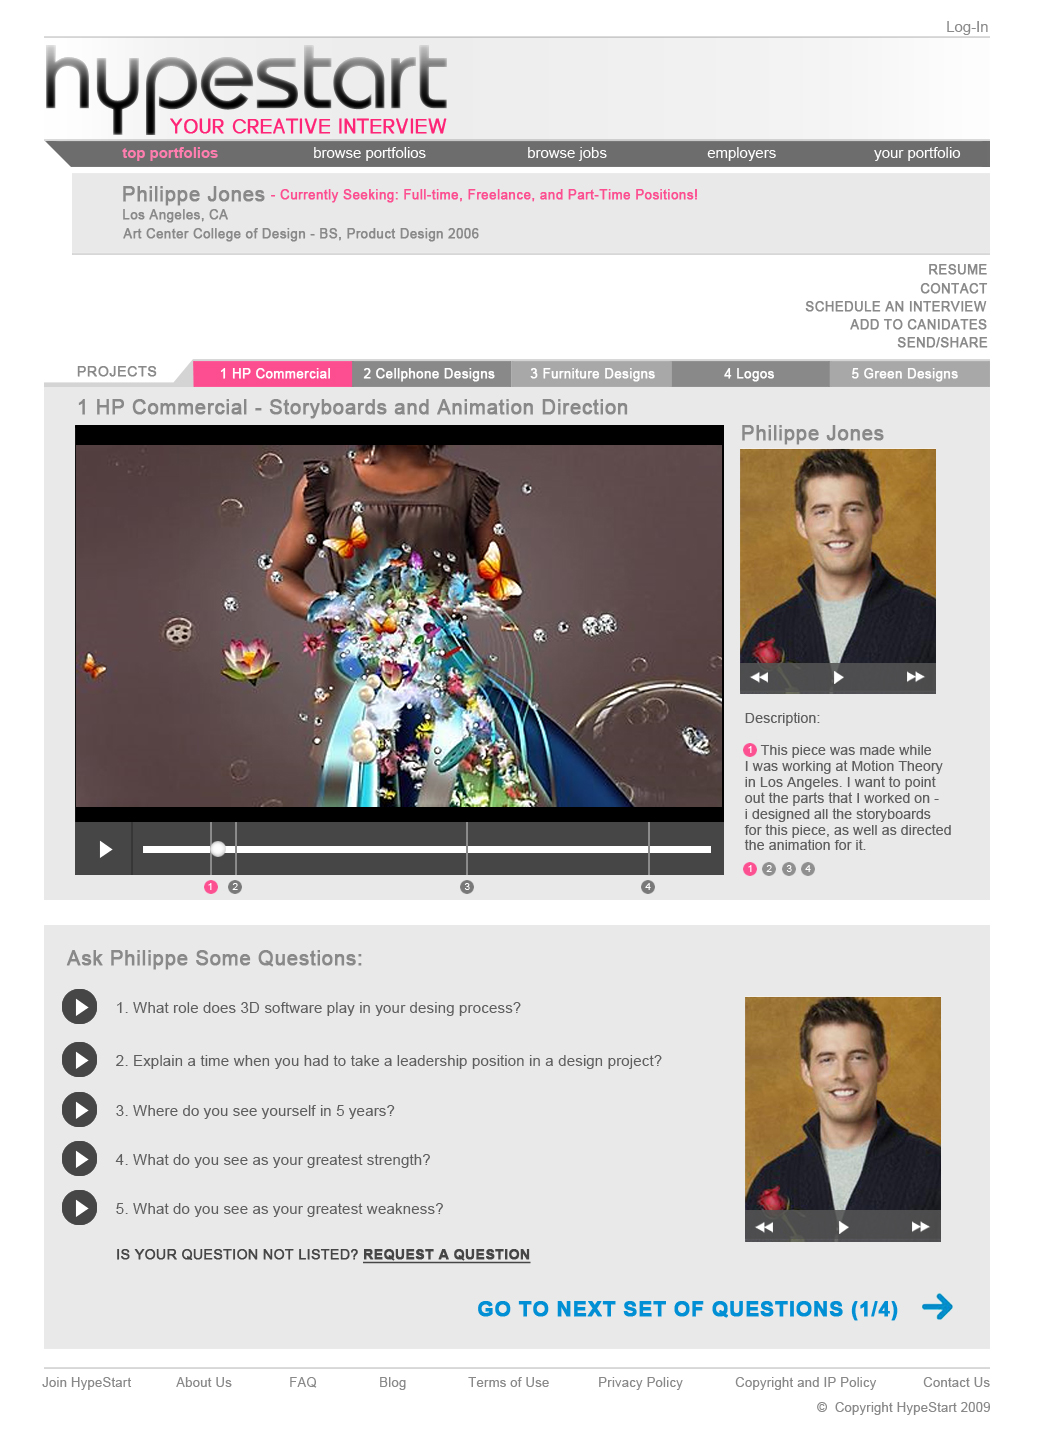 Log-In
hypestart
YOUR CREATIVE INTERVIEW
top portfolios browse portfolios browse jobs employers your portfolio
Philippe Jones - Currently Seeking: Full-time, Freelance, and Part-Time Positions!
Los Angeles, CA
Art Center College of Design - BS, Product Design 2006
RESUME
CONTACT
SCHEDULE AN INTERVIEW
ADD TO CANIDATES
SEND/SHARE
PROJECTS 1 HP Commercial 2 Cellphone Designs 3 Furniture Designs 4 Logos 5 Green Designs
1 HP Commercial - Storyboards and Animation Direction
Philippe Jones
Description:
1 This piece was made while
I was working at Motion Theory
in Los Angeles. I want to point
out the parts that I worked on -
i designed all the storyboards
for this piece, as well as directed
the animation for it.
1 2 3 4
1 2 3 4
Ask Philippe Some Questions:
1. What role does 3D software play in your desing process?
2. Explain a time when you had to take a leadership position in a design project?
3. Where do you see yourself in 5 years?
4. What do you see as your greatest strength?
5. What do you see as your greatest weakness?
IS YOUR QUESTION NOT LISTED? REQUEST A QUESTION
GO TO NEXT SET OF QUESTIONS (1/4)
Join HypeStart About Us FAQ Blog Terms of Use Privacy Policy Copyright and IP Policy Contact Us
© Copyright HypeStart 2009